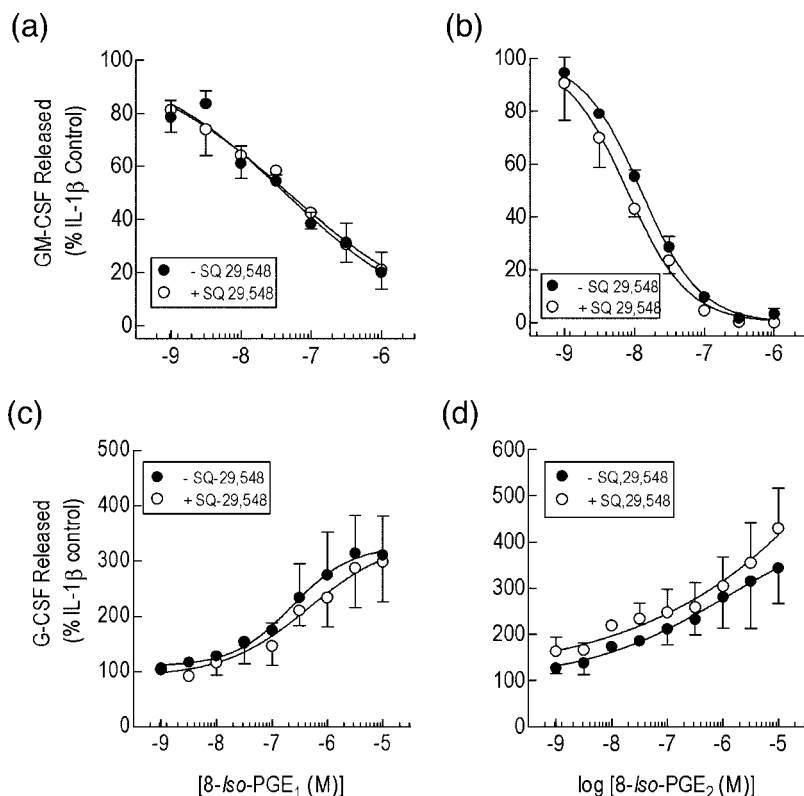 (a)
GM-CSF Released
(% IL-1β Control)
100
80
60
40
20
0
- SQ 29,548
+ SQ 29,548
-9
-8
-7
-6
(b)
100
80
60
40
20
0
- SQ 29,548
+ SQ 29,548
-9
-8
-7
-6
(c)
G-CSF Released
(% IL-1β control)
500
400
300
200
100
0
- SQ-29,548
+ SQ-29,548
-9
-8
-7
-6
-5
[8-Iso-PGE₁ (M)]
(d)
600
500
400
300
200
100
0
- SQ,29,548
+ SQ,29,548
-9
-8
-7
-6
-5
log [8-Iso-PGE₂ (M)]